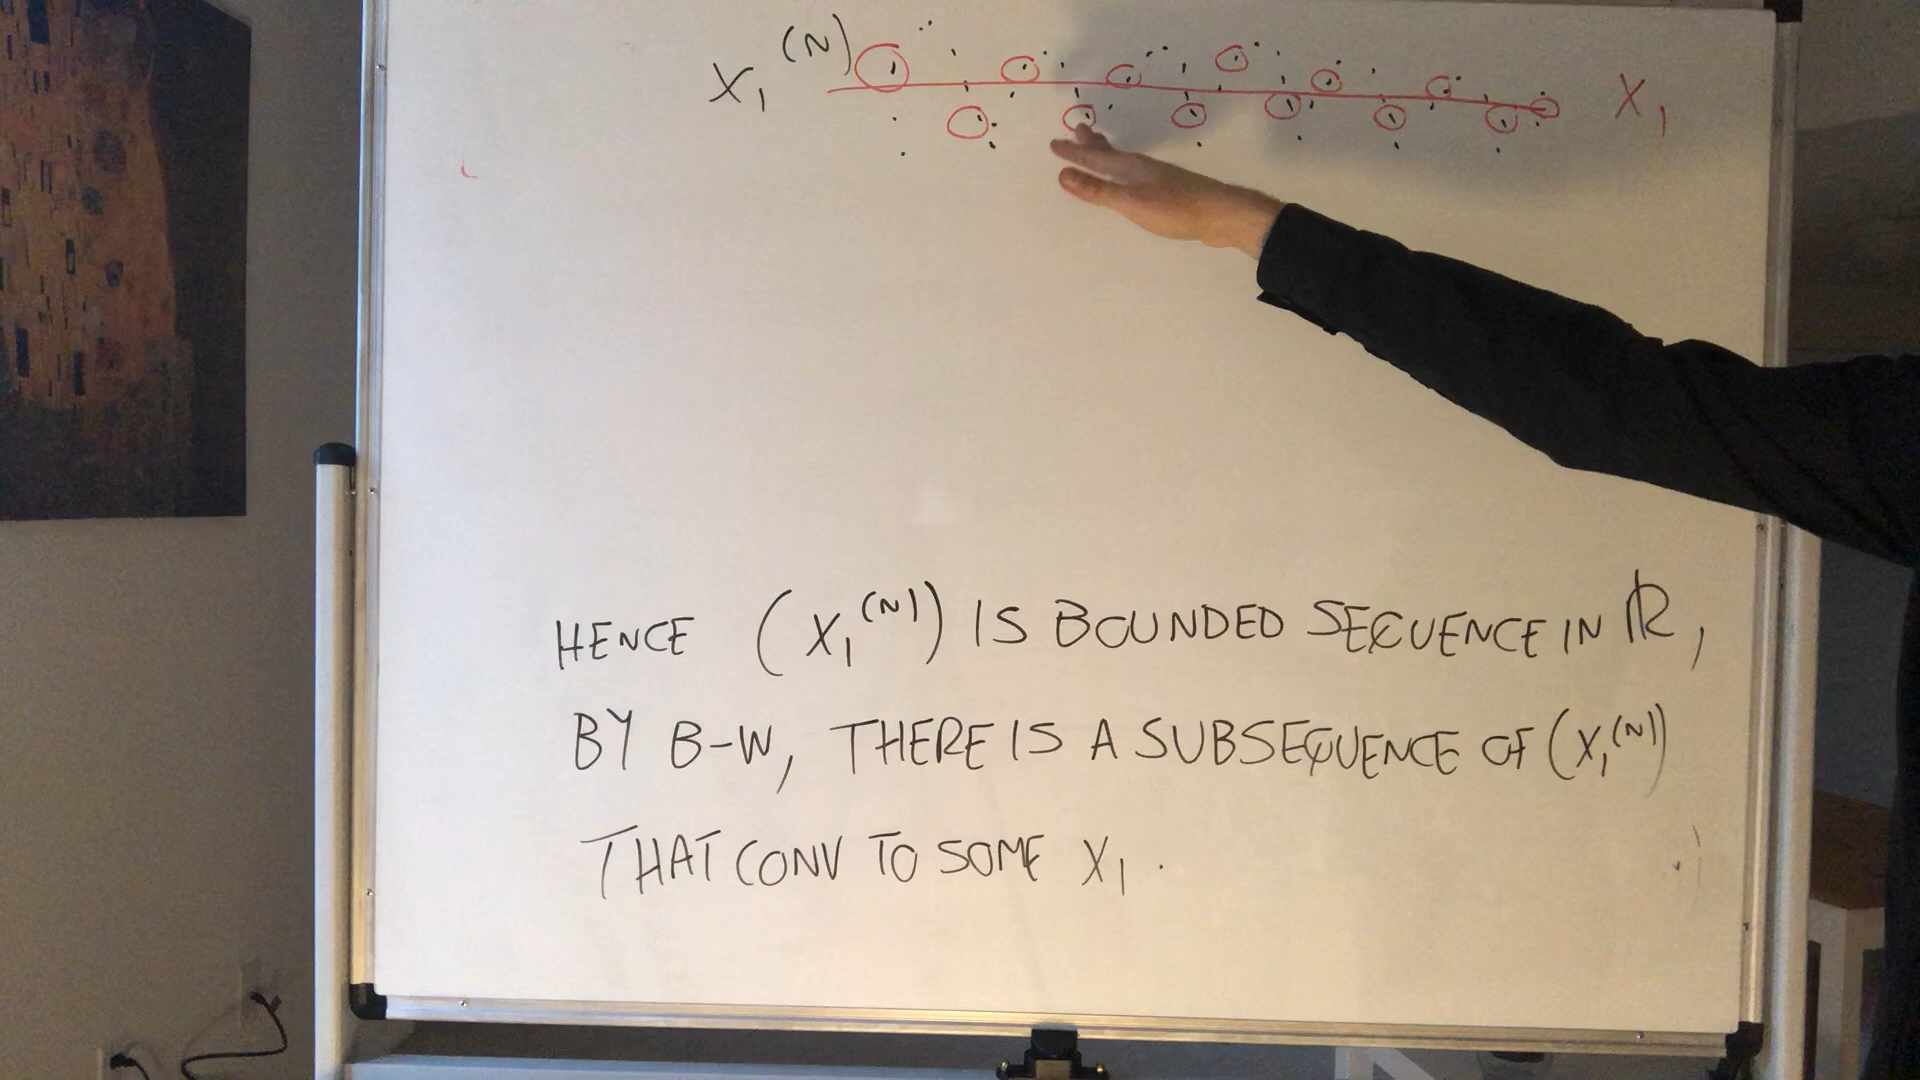 X₁⁽ᴺ⁾ X₁
HENCE (X₁⁽ᴺ⁾) IS BOUNDED SEQUENCE IN ℝ,
BY B-W, THERE IS A SUBSEQUENCE OF (X₁⁽ᴺ⁾)
THAT CONV TO SOME X₁.